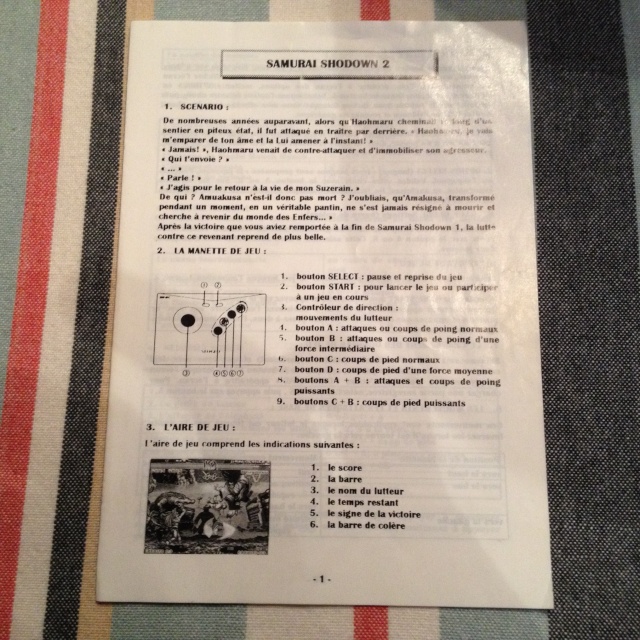 SAMURAI SHODOWN 2
1. SCENARIO :
De nombreuses années auparavant, alors qu'Haohmaru cheminait
sentier en piteux état, il fut attaqué en traître par derrière. « Haohmaru, je vais
m'emparer de ton âme et la Lui amener à l'instant! »
« Jamais! », Haohmaru venait de contre-attaquer et d'immobiliser son agresseur.
« Qui t'envoie ? »
« ... »
« Parle ! »
« J'agis pour le retour à la vie de mon Suzerain. »
De qui ? Amuakusa n'est-il donc pas mort ? J'oubliais, qu'Amakusa, transformé
pendant un moment, en un véritable pantin, ne s'est jamais résigné à mourir et
cherche à revenir du monde des Enfers... »
Après la victoire que vous aviez remportée à la fin de Samurai Shodown 1, la lutte
contre ce revenant reprend de plus belle.
2. LA MANETTE DE JEU :
1. bouton SELECT : pause et reprise du jeu
2. bouton START : pour lancer le jeu ou participer
à un jeu en cours
3. Contrôleur de direction :
mouvements du lutteur
4. bouton A : attaques ou coups de poing normaux
5. bouton B : attaques ou coups de poing d'une
force intermédiaire
6. bouton C : coups de pied normaux
7. bouton D : coups de pied d'une force moyenne
8. boutons A + B : attaques et coups de poing
puissants
9. boutons C + B : coups de pied puissants
① ②
③ ④ ⑤ ⑥ ⑦
3. L'AIRE DE JEU :
L'aire de jeu comprend les indications suivantes :
1. le score
2. la barre
3. le nom du lutteur
4. le temps restant
5. le signe de la victoire
6. la barre de colère
- 1 -